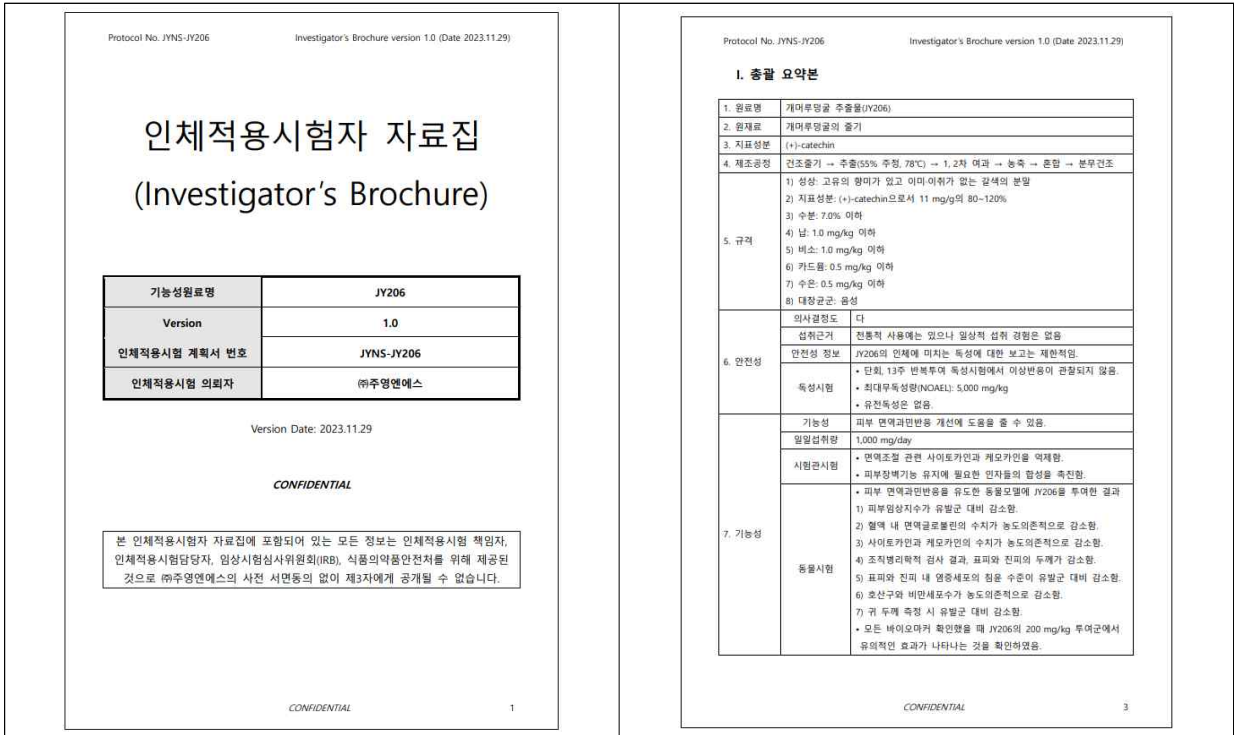 Protocol No. JYNS-JY206 Investigator's Brochure version 1.0 (Date 2023.11.29)
인체적용시험자 자료집
(Investigator's Brochure)
기능성원료명 JY206
Version 1.0
인체적용시험 계획서 번호 JYNS-JY206
인체적용시험 의뢰자 ㈜주영엔에스
Version Date: 2023.11.29
CONFIDENTIAL
본 인체적용시험자 자료집에 포함되어 있는 모든 정보는 인체적용시험 책임자,
인체적용시험담당자, 임상시험심사위원회(IRB), 식품의약품안전처를 위해 제공된
것으로 ㈜주영엔에스의 사전 서면동의 없이 제3자에게 공개될 수 없습니다.
CONFIDENTIAL 1
Protocol No. JYNS-JY206 Investigator's Brochure version 1.0 (Date 2023.11.29)
I. 총괄 요약본
1. 원료명 개머루덩굴 추출물(JY206)
2. 원재료 개머루덩굴의 줄기
3. 지표성분 (+)-catechin
4. 제조공정 건조줄기 → 추출(55% 주정, 78℃) → 1, 2차 여과 → 농축 → 혼합 → 분무건조
5. 규격
1) 성상: 고유의 향미가 있고 이미·이취가 없는 갈색의 분말
2) 지표성분: (+)-catechin으로서 11 mg/g의 80~120%
3) 수분: 7.0% 이하
4) 납: 1.0 mg/kg 이하
5) 비소: 1.0 mg/kg 이하
6) 카드뮴: 0.5 mg/kg 이하
7) 수은: 0.5 mg/kg 이하
8) 대장균군: 음성
6. 안전성
의사결정도 다
섭취근거 전통적 사용예는 있으나 일상적 섭취 경험은 없음
안전성 정보 JY206의 인체에 미치는 독성에 대한 보고는 제한적임.
독성시험
• 단회, 13주 반복투여 독성시험에서 이상반응이 관찰되지 않음.
• 최대무독성량(NOAEL): 5,000 mg/kg
• 유전독성은 없음.
7. 기능성
기능성 피부 면역과민반응 개선에 도움을 줄 수 있음.
일일섭취량 1,000 mg/day
시험관시험
• 면역조절 관련 사이토카인과 케모카인을 억제함.
• 피부장벽기능 유지에 필요한 인자들의 합성을 촉진함.
동물시험
• 피부 면역과민반응을 유도한 동물모델에 JY206을 투여한 결과
1) 피부임상지수가 유발군 대비 감소함.
2) 혈액 내 면역글로불린의 수치가 농도의존적으로 감소함.
3) 사이토카인과 케모카인의 수치가 농도의존적으로 감소함.
4) 조직병리학적 검사 결과, 표피와 진피의 두께가 감소함.
5) 표피와 진피 내 염증세포의 침윤 수준이 유발군 대비 감소함.
6) 호산구와 비만세포수가 농도의존적으로 감소함.
7) 귀 두께 측정 시 유발군 대비 감소함.
• 모든 바이오마커 확인했을 때 JY206의 200 mg/kg 투여군에서
유의적인 효과가 나타나는 것을 확인하였음.
CONFIDENTIAL 3